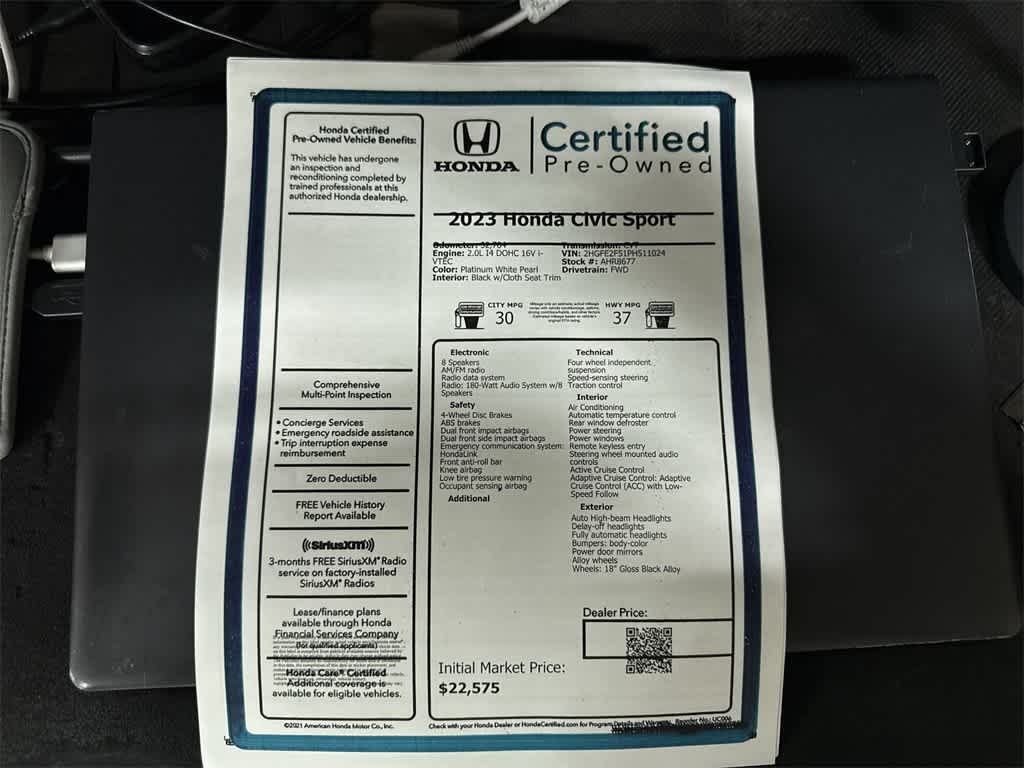 Honda Certified
Pre-Owned Vehicle Benefits:
This vehicle has undergone
an inspection and
reconditioning completed by
trained professionals at this
authorized Honda dealership.
Comprehensive
Multi-Point Inspection
• Concierge Services
• Emergency roadside assistance
• Trip interruption expense
reimbursement
Zero Deductible
FREE Vehicle History
Report Available
((SiriusXM))
3-months FREE SiriusXM® Radio
service on factory-installed
SiriusXM® Radios
Lease/finance plans
available through Honda
Financial Services Company
(for qualified applicants)
Honda Care® Certified
Additional coverage is
available for eligible vehicles.
©2021 American Honda Motor Co., Inc.
HONDA
Certified
Pre-Owned
2023 Honda Civic Sport
Odometer: 32,784
Transmission: CVT
Engine: 2.0L I4 DOHC 16V i-
VTEC
VIN: 2HGFE2F51PH511024
Stock #: AHR8677
Color: Platinum White Pearl
Drivetrain: FWD
Interior: Black w/Cloth Seat Trim
CITY MPG
30
HWY MPG
37
Electronic
8 Speakers
AM/FM radio
Radio data system
Radio: 180-Watt Audio System w/8
Speakers
Safety
4-Wheel Disc Brakes
ABS brakes
Dual front impact airbags
Dual front side impact airbags
Emergency communication system:
HondaLink
Front anti-roll bar
Knee airbag
Low tire pressure warning
Occupant sensing airbag
Additional
Technical
Four wheel independent
suspension
Speed-sensing steering
Traction control
Interior
Air Conditioning
Automatic temperature control
Rear window defroster
Power steering
Power windows
Remote keyless entry
Steering wheel mounted audio
controls
Active Cruise Control
Adaptive Cruise Control: Adaptive
Cruise Control (ACC) with Low-
Speed Follow
Exterior
Auto High-beam Headlights
Delay-off headlights
Fully automatic headlights
Bumpers: body-color
Power door mirrors
Alloy wheels
Wheels: 18" Gloss Black Alloy
Dealer Price:
Initial Market Price:
$22,575
Check with your Honda Dealer or HondaCertified.com for Program Details and Warranty. Reorder No.: UC006